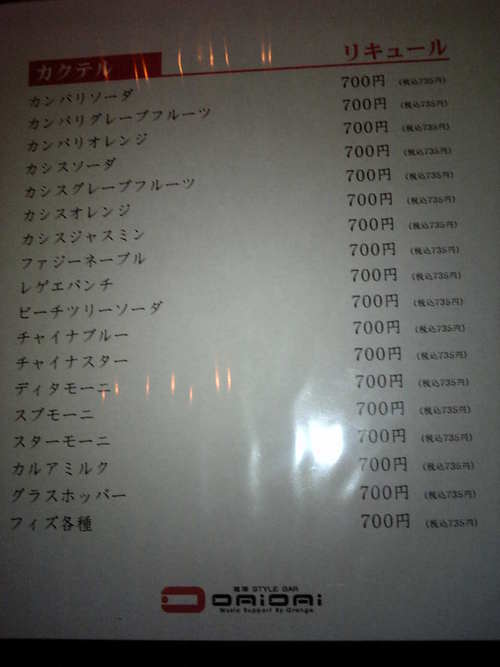 カクテル リキュール
カンパリソーダ 700円 (税込735円)
カンパリグレープフルーツ 700円 (税込735円)
カンパリオレンジ 700円 (税込735円)
カシスソーダ 700円 (税込735円)
カシスグレープフルーツ 700円 (税込735円)
カシスオレンジ 700円 (税込735円)
カシスジャスミン 700円 (税込735円)
ファジーネーブル 700円 (税込735円)
レゲエパンチ 700円 (税込735円)
ピーチツリーソーダ 700円 (税込735円)
チャイナブルー 700円 (税込735円)
チャイナスター 700円 (税込735円)
ディタモーニ 700円 (税込735円)
スプモーニ 700円 (税込735円)
スターモーニ 700円 (税込735円)
カルアミルク 700円 (税込735円)
グラスホッパー 700円 (税込735円)
フィズ各種 700円 (税込735円)
STYLE BAR
DAiDAi
Music Support By Orange